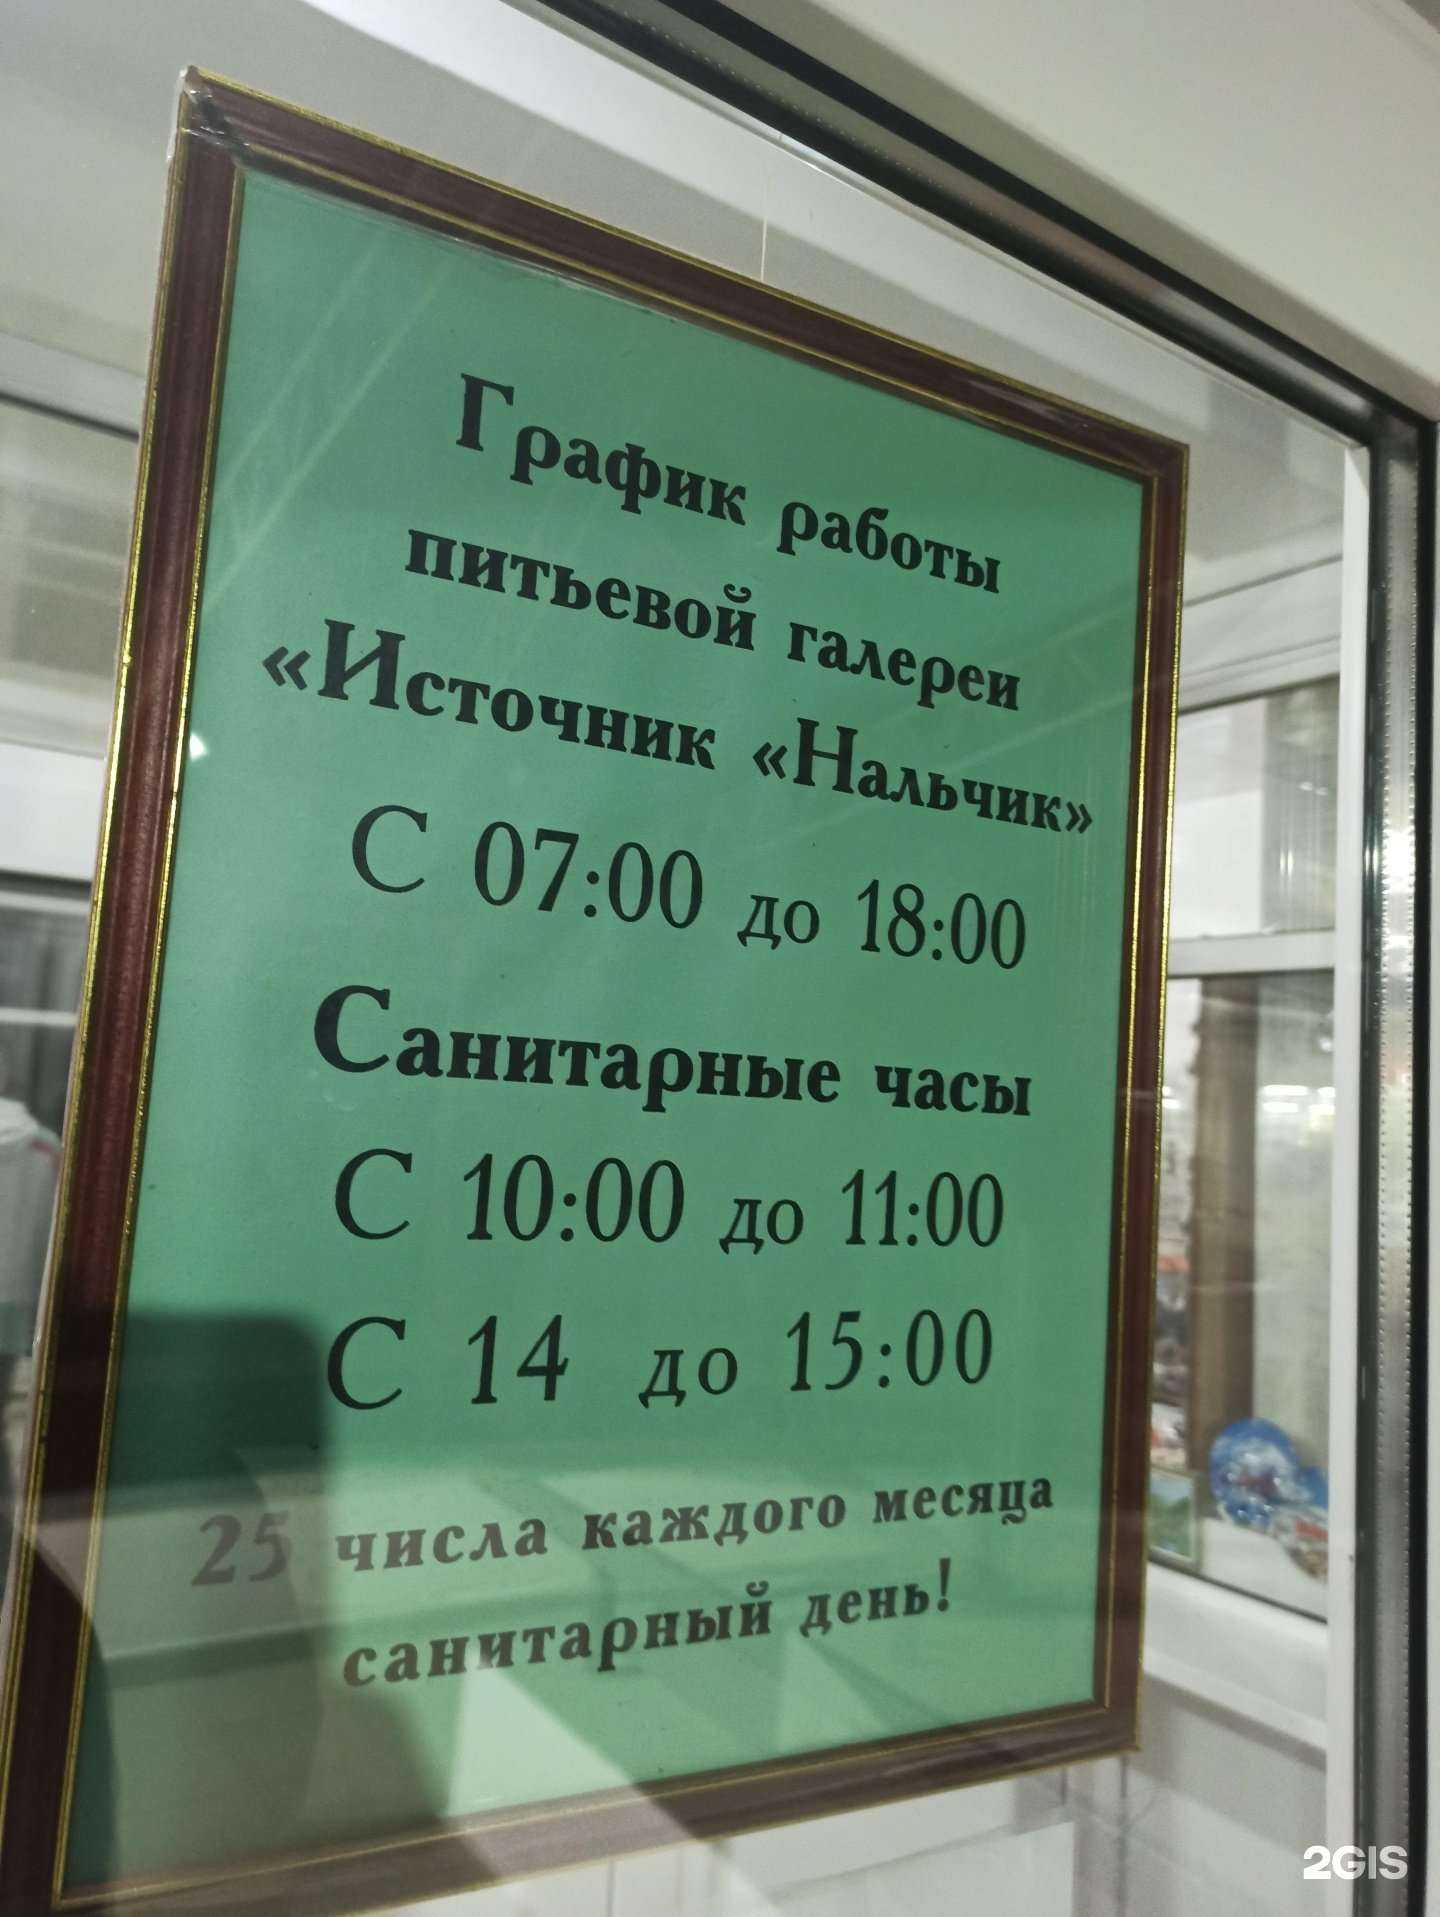 График работы
питьевой галереи
«Источник «Нальчик»
С 07:00 до 18:00
Санитарные часы
С 10:00 до 11:00
С 14 до 15:00
25 числа каждого месяца
санитарный день!
2GIS